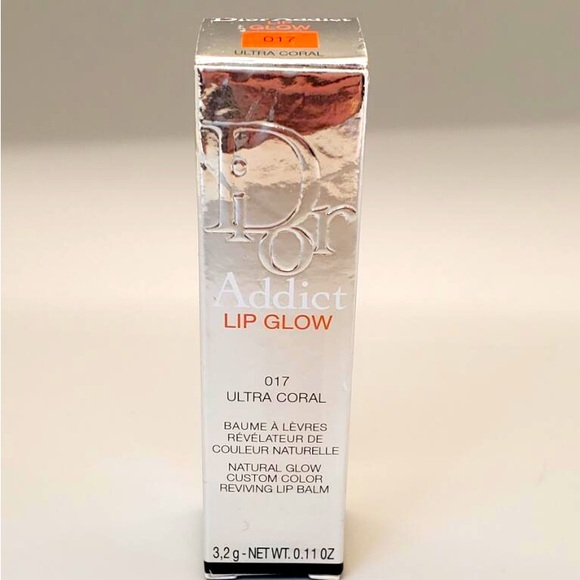 Dior Addict
LIP GLOW
017
ULTRA CORAL
Dior
Addict
LIP GLOW
017
ULTRA CORAL
BAUME À LÈVRES
RÉVÉLATEUR DE
COULEUR NATURELLE
NATURAL GLOW
CUSTOM COLOR
REVIVING LIP BALM
3,2 g - NET WT. 0.11 OZ